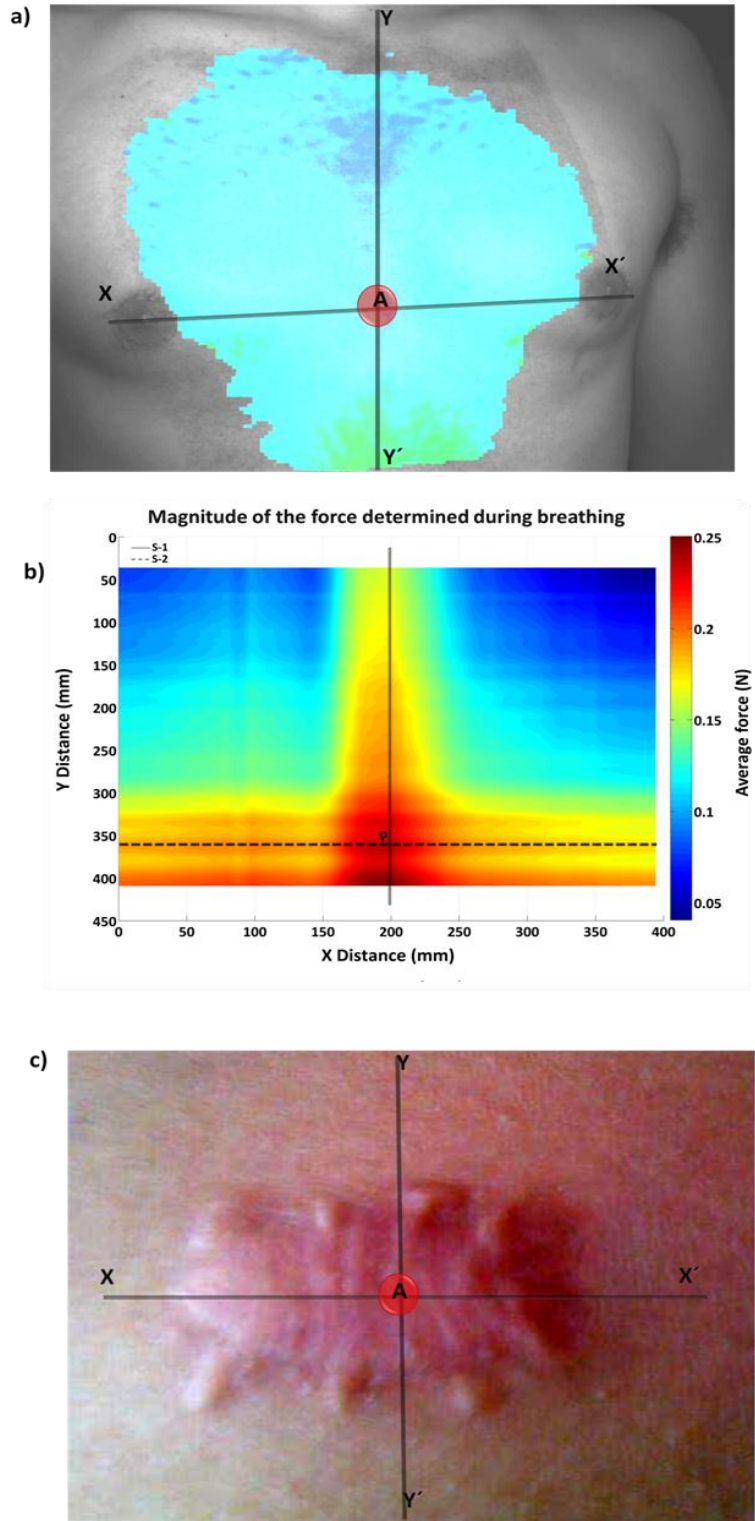 a)
Y
X
A
X´
Y´
Magnitude of the force determined during breathing
b)
S-1
S-2
0
50
100
150
200
250
300
350
400
450
Y Distance (mm)
P
0 50 100 150 200 250 300 350 400
X Distance (mm)
0.25
0.2
0.15
0.1
0.05
Average force (N)
c)
Y
X
A
X´
Y´